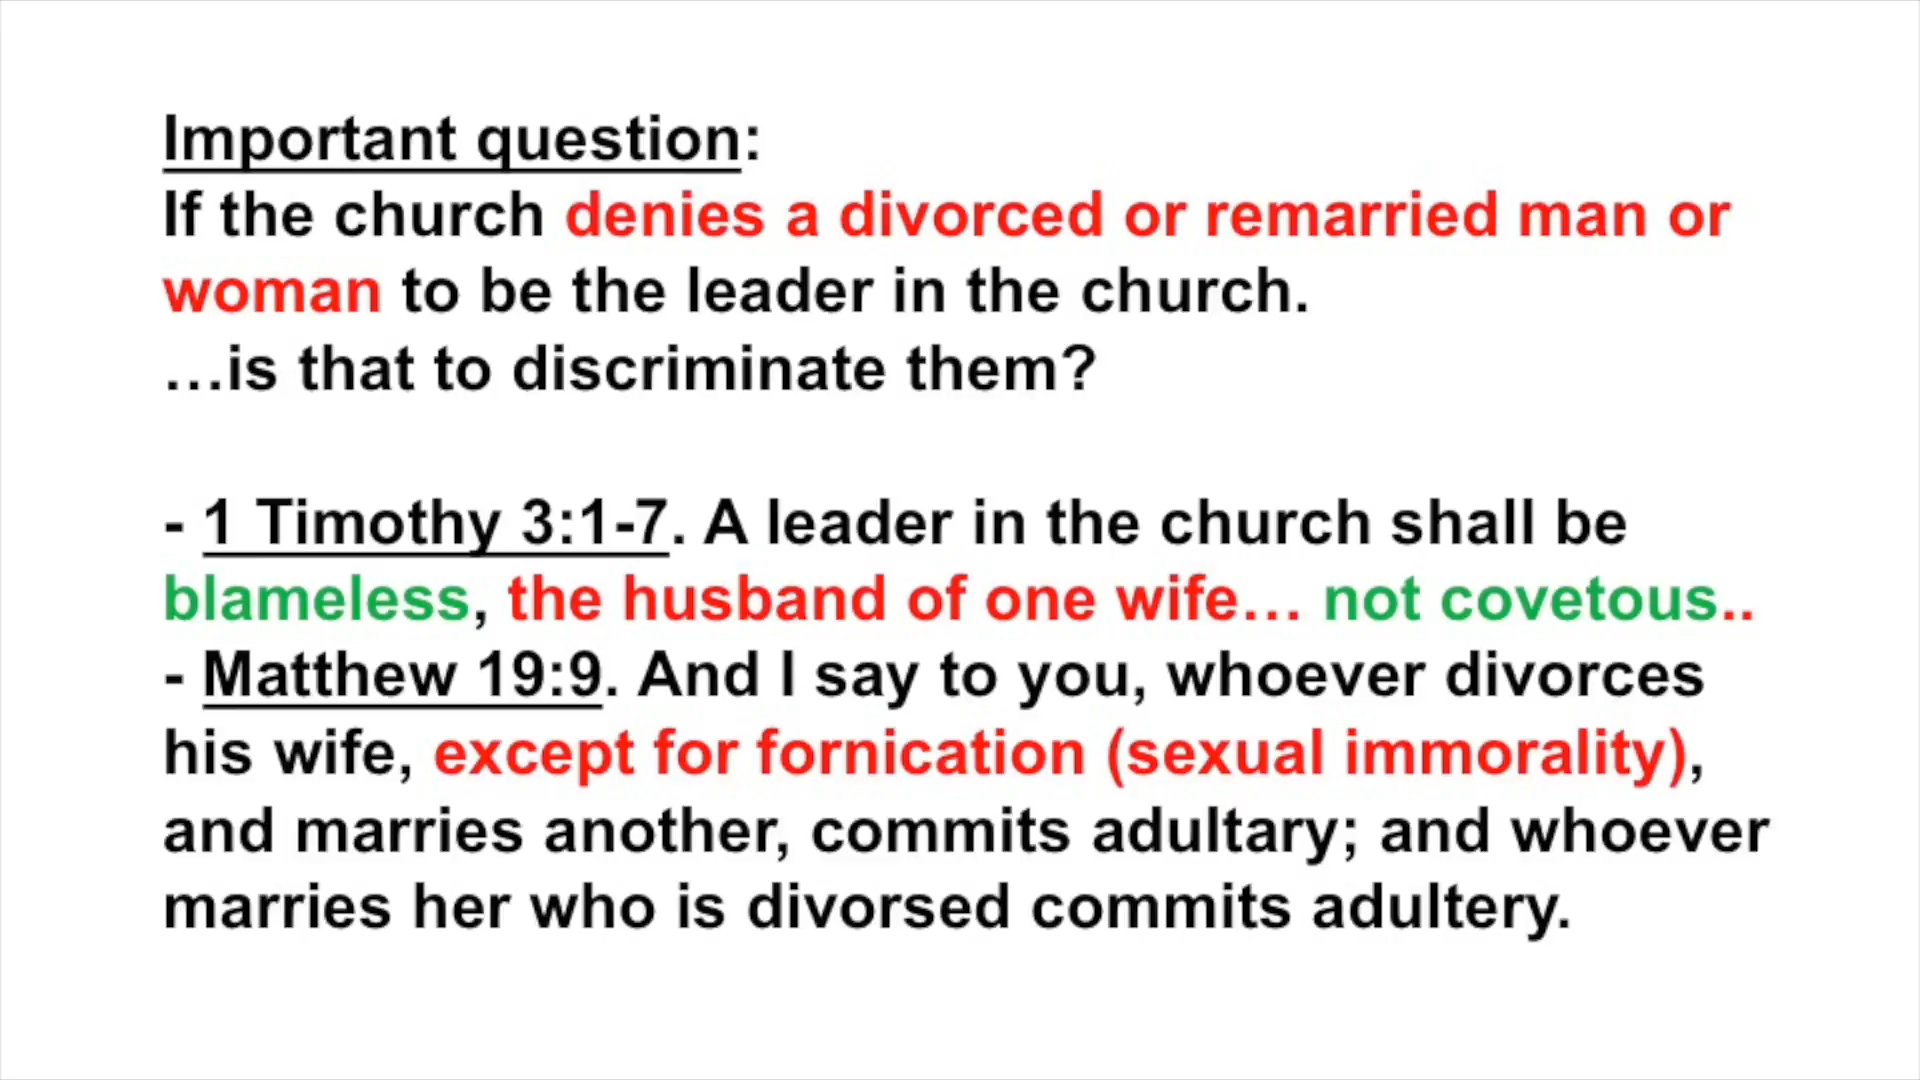 Important question:
If the church denies a divorced or remarried man or
woman to be the leader in the church.
…is that to discriminate them?
- 1 Timothy 3:1-7. A leader in the church shall be
blameless, the husband of one wife… not covetous..
- Matthew 19:9. And I say to you, whoever divorces
his wife, except for fornication (sexual immorality),
and marries another, commits adultary; and whoever
marries her who is divorsed commits adultery.